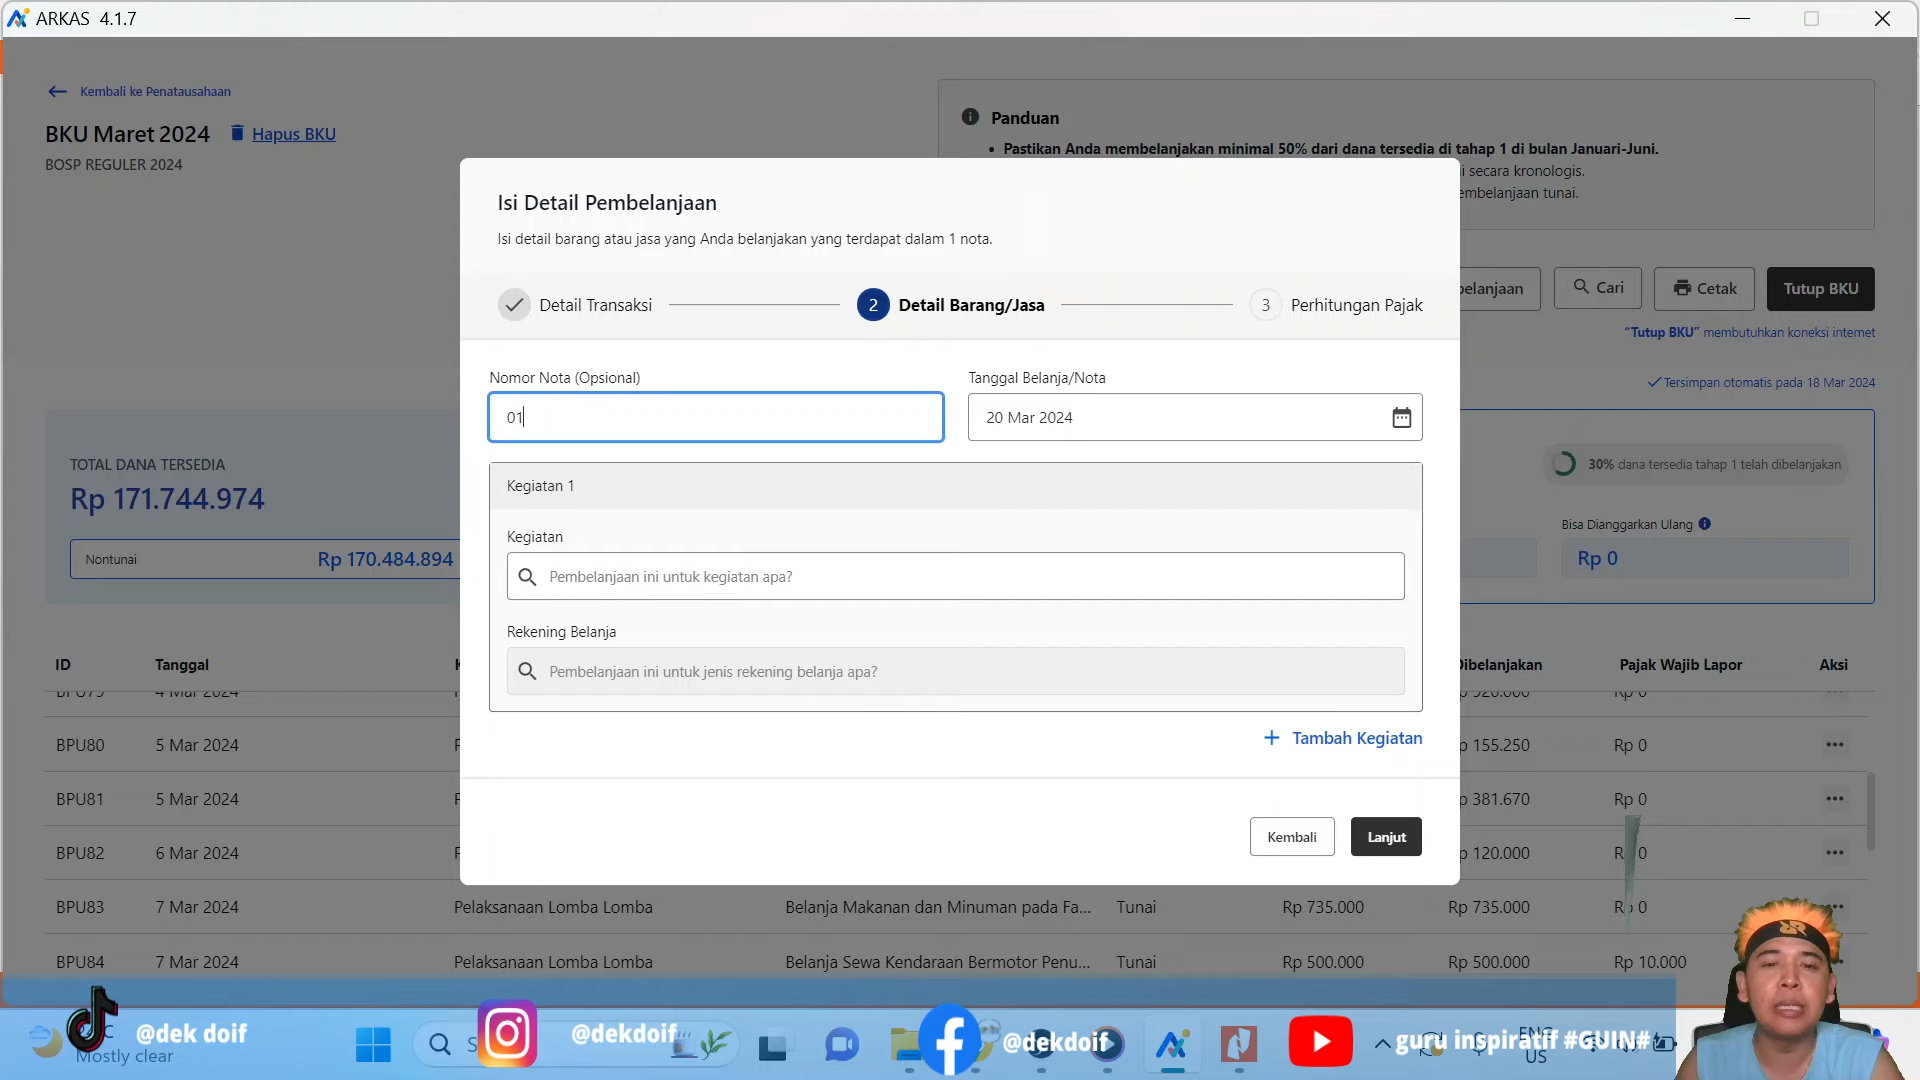 ARKAS 4.1.7
Kembali ke Penatausahaan
BKU Maret 2024
Hapus BKU
BOSP REGULER 2024
Panduan
• Pastikan Anda membelanjakan minimal 50% dari dana tersedia di tahap 1 di bulan Januari-Juni.
i secara kronologis.
embelanjaan tunai.
Isi Detail Pembelanjaan
Isi detail barang atau jasa yang Anda belanjakan yang terdapat dalam 1 nota.
Detail Transaksi
2 Detail Barang/Jasa
3 Perhitungan Pajak
belanjaan
Cari
Cetak
Tutup BKU
“Tutup BKU” membutuhkan koneksi internet
Tersimpan otomatis pada 18 Mar 2024
Nomor Nota (Opsional)
01
Tanggal Belanja/Nota
20 Mar 2024
Kegiatan 1
Kegiatan
Pembelanjaan ini untuk kegiatan apa?
Rekening Belanja
Pembelanjaan ini untuk jenis rekening belanja apa?
+ Tambah Kegiatan
Kembali
Lanjut
TOTAL DANA TERSEDIA
Rp 171.744.974
Nontunai Rp 170.484.894
30% dana tersedia tahap 1 telah dibelanjakan
Bisa Dianggarkan Ulang
Rp 0
ID Tanggal Dibelanjakan Pajak Wajib Lapor Aksi
BPU79 4 Mar 2024 920.000 Rp 0
BPU80 5 Mar 2024 155.250 Rp 0
BPU81 5 Mar 2024 381.670 Rp 0
BPU82 6 Mar 2024 120.000 Rp 0
BPU83 7 Mar 2024 Pelaksanaan Lomba Lomba Belanja Makanan dan Minuman pada Fa... Tunai Rp 735.000 Rp 735.000 Rp 0
BPU84 7 Mar 2024 Pelaksanaan Lomba Lomba Belanja Sewa Kendaraan Bermotor Penu... Tunai Rp 500.000 Rp 500.000 Rp 10.000
@dek doif
@dekdoif
@dekdoif
guru inspiratif #GUIN#
Mostly clear
ENG
US